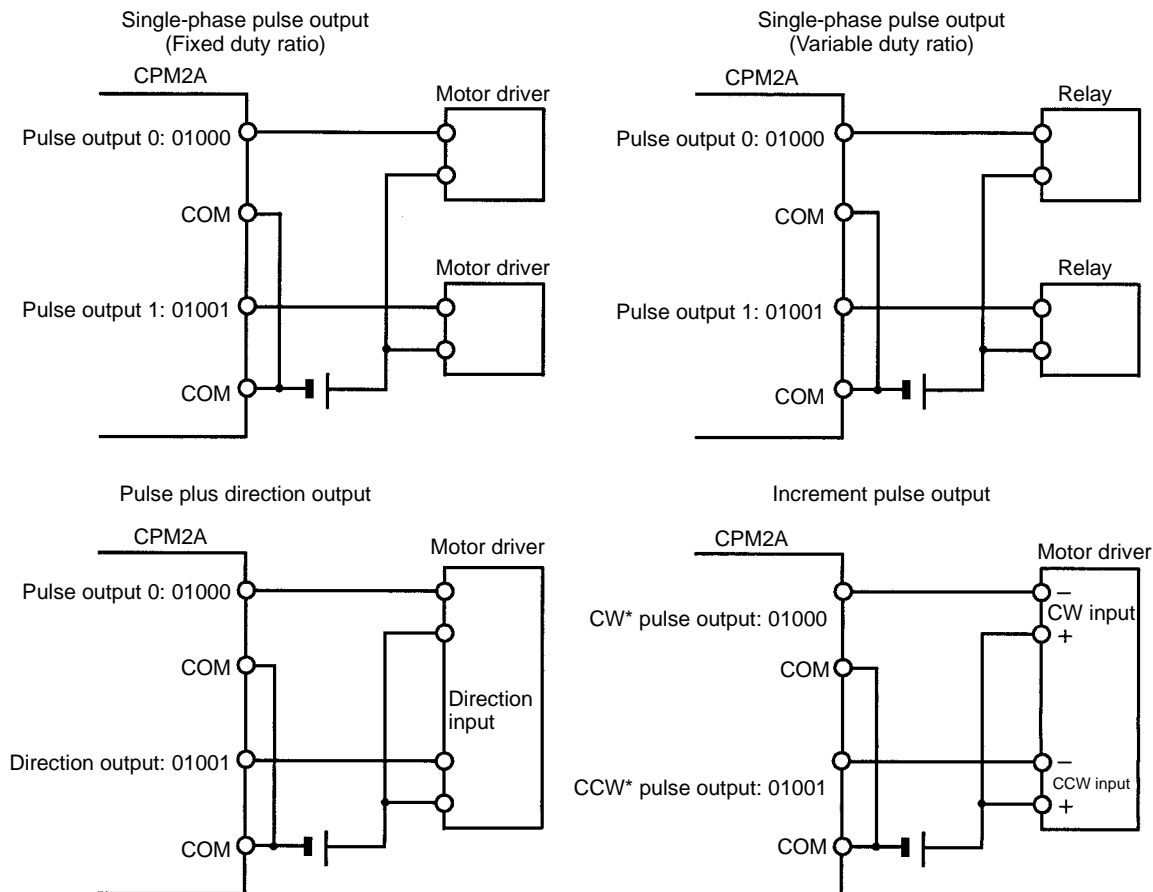 Single-phase pulse output
(Fixed duty ratio)
CPM2A
Motor driver
Pulse output 0: 01000
COM
Motor driver
Pulse output 1: 01001
COM
Single-phase pulse output
(Variable duty ratio)
CPM2A
Relay
Pulse output 0: 01000
COM
Relay
Pulse output 1: 01001
COM
Pulse plus direction output
CPM2A
Motor driver
Pulse output 0: 01000
COM
Direction
input
Direction output: 01001
COM
Increment pulse output
CPM2A
Motor driver
−
CW input
CW* pulse output: 01000
+
COM
−
CCW input
CCW* pulse output: 01001
+
COM